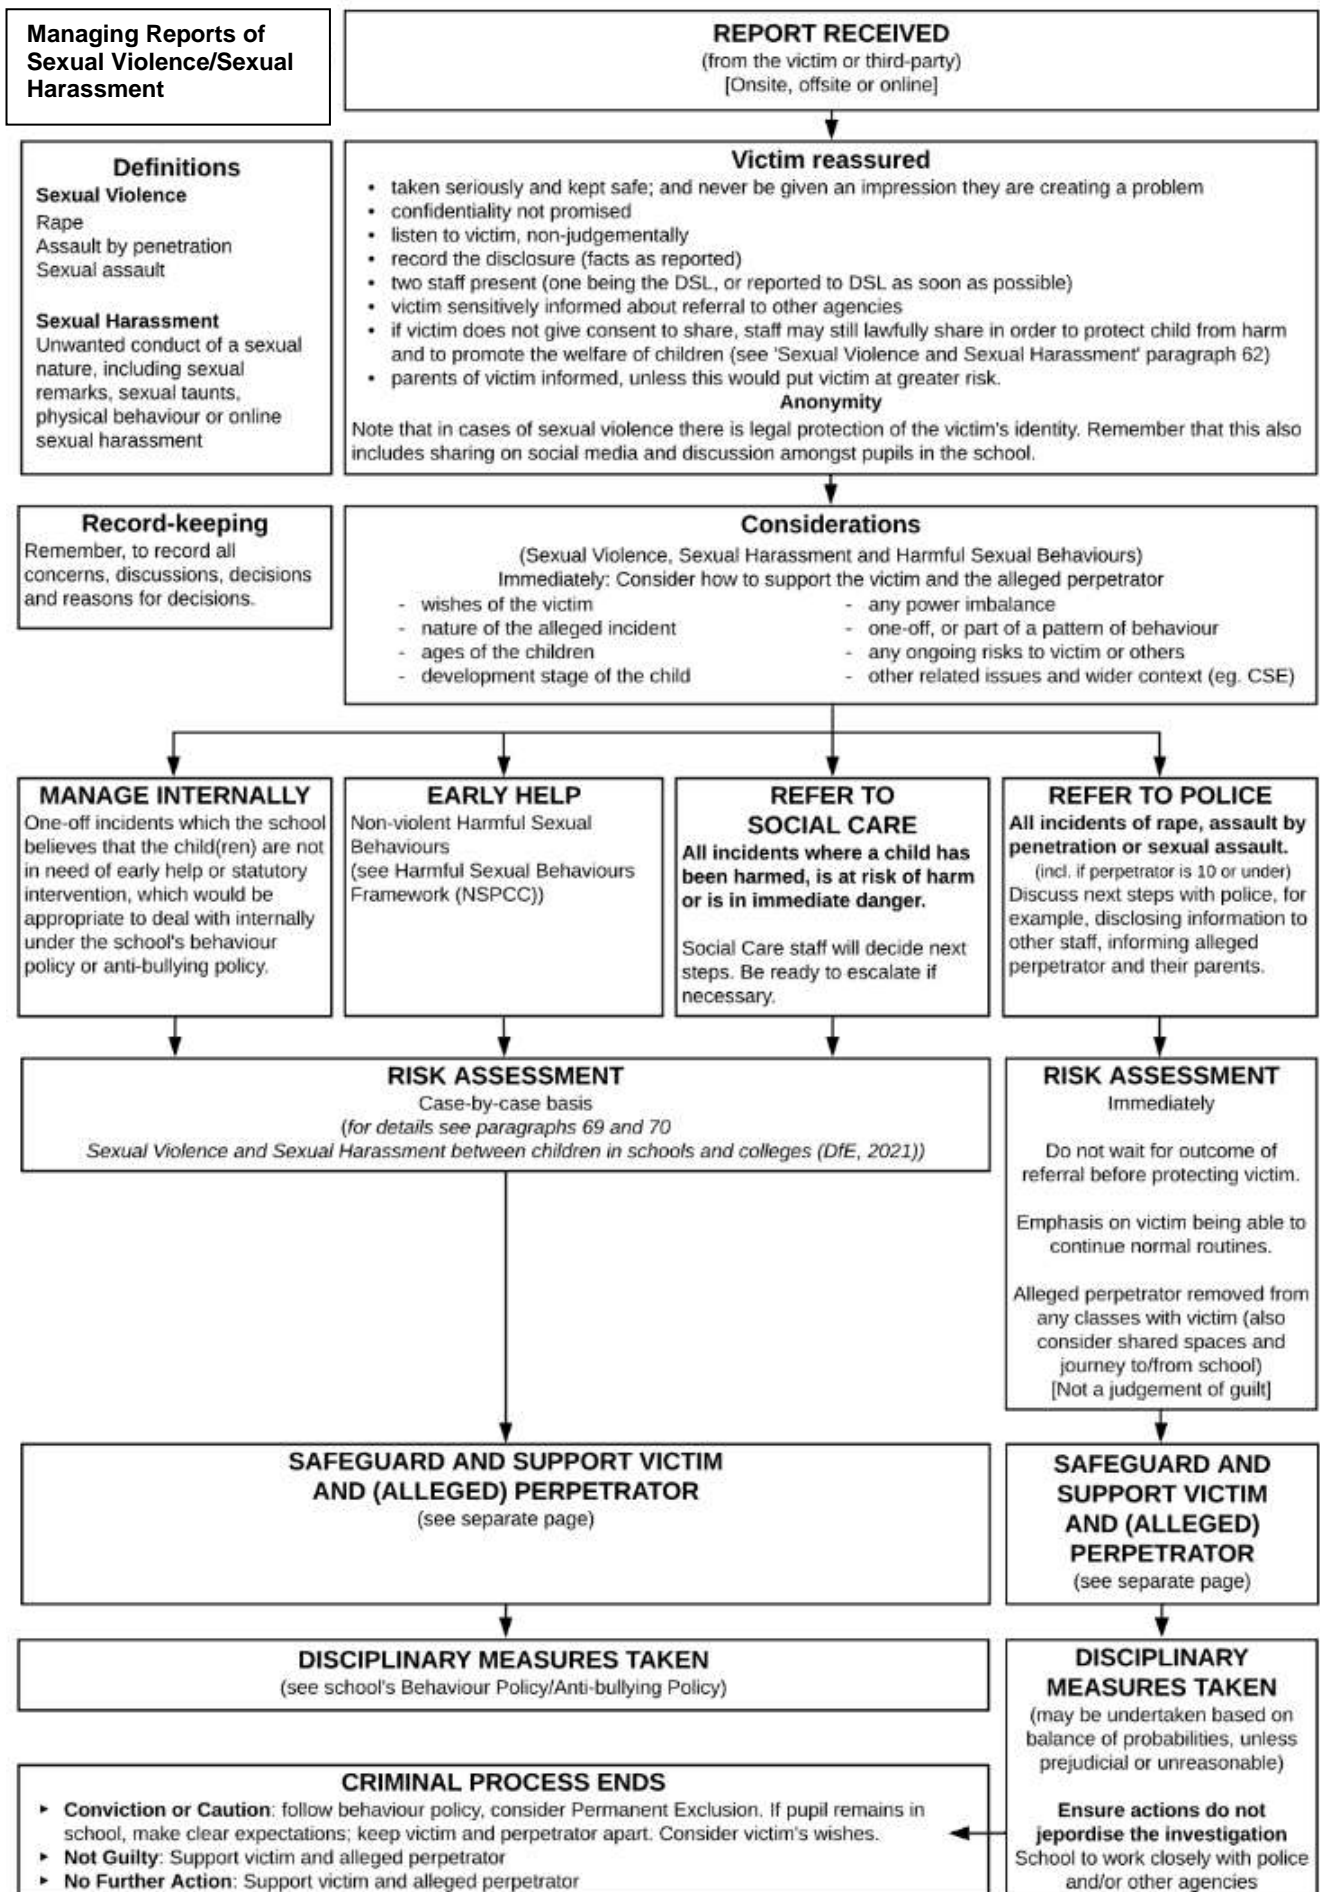 Managing Reports of
Sexual Violence/Sexual
Harassment
REPORT RECEIVED
(from the victim or third-party)
[Onsite, offsite or online]
Definitions
Sexual Violence
Rape
Assault by penetration
Sexual assault
Sexual Harassment
Unwanted conduct of a sexual
nature, including sexual
remarks, sexual taunts,
physical behaviour or online
sexual harassment
Victim reassured
• taken seriously and kept safe; and never be given an impression they are creating a problem
• confidentiality not promised
• listen to victim, non-judgementally
• record the disclosure (facts as reported)
• two staff present (one being the DSL, or reported to DSL as soon as possible)
• victim sensitively informed about referral to other agencies
• if victim does not give consent to share, staff may still lawfully share in order to protect child from harm
and to promote the welfare of children (see 'Sexual Violence and Sexual Harassment' paragraph 62)
• parents of victim informed, unless this would put victim at greater risk.
Anonymity
Note that in cases of sexual violence there is legal protection of the victim's identity. Remember that this also
includes sharing on social media and discussion amongst pupils in the school.
Record-keeping
Remember, to record all
concerns, discussions, decisions
and reasons for decisions.
Considerations
(Sexual Violence, Sexual Harassment and Harmful Sexual Behaviours)
Immediately: Consider how to support the victim and the alleged perpetrator
- wishes of the victim
- nature of the alleged incident
- ages of the children
- development stage of the child
- any power imbalance
- one-off, or part of a pattern of behaviour
- any ongoing risks to victim or others
- other related issues and wider context (eg. CSE)
MANAGE INTERNALLY
One-off incidents which the school
believes that the child(ren) are not
in need of early help or statutory
intervention, which would be
appropriate to deal with internally
under the school's behaviour
policy or anti-bullying policy.
EARLY HELP
Non-violent Harmful Sexual
Behaviours
(see Harmful Sexual Behaviours
Framework (NSPCC))
REFER TO
SOCIAL CARE
All incidents where a child has
been harmed, is at risk of harm
or is in immediate danger.
Social Care staff will decide next
steps. Be ready to escalate if
necessary.
REFER TO POLICE
All incidents of rape, assault by
penetration or sexual assault.
(incl. if perpetrator is 10 or under)
Discuss next steps with police, for
example, disclosing information to
other staff, informing alleged
perpetrator and their parents.
RISK ASSESSMENT
Case-by-case basis
(for details see paragraphs 69 and 70
Sexual Violence and Sexual Harassment between children in schools and colleges (DfE, 2021))
RISK ASSESSMENT
Immediately
Do not wait for outcome of
referral before protecting victim.
Emphasis on victim being able to
continue normal routines.
Alleged perpetrator removed from
any classes with victim (also
consider shared spaces and
journey to/from school)
[Not a judgement of guilt]
SAFEGUARD AND SUPPORT VICTIM
AND (ALLEGED) PERPETRATOR
(see separate page)
SAFEGUARD AND
SUPPORT VICTIM
AND (ALLEGED)
PERPETRATOR
(see separate page)
DISCIPLINARY MEASURES TAKEN
(see school's Behaviour Policy/Anti-bullying Policy)
DISCIPLINARY
MEASURES TAKEN
(may be undertaken based on
balance of probabilities, unless
prejudicial or unreasonable)
Ensure actions do not
jepordise the investigation
School to work closely with police
and/or other agencies
CRIMINAL PROCESS ENDS
► Conviction or Caution: follow behaviour policy, consider Permanent Exclusion. If pupil remains in
school, make clear expectations; keep victim and perpetrator apart. Consider victim's wishes.
► Not Guilty: Support victim and alleged perpetrator
► No Further Action: Support victim and alleged perpetrator